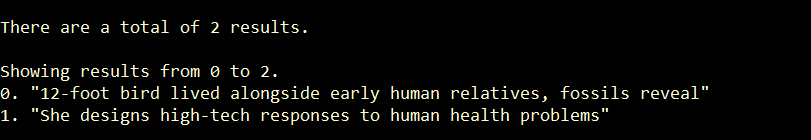 There are a total of 2 results.
Showing results from 0 to 2.
0. "12-foot bird lived alongside early human relatives, fossils reveal"
1. "She designs high-tech responses to human health problems"